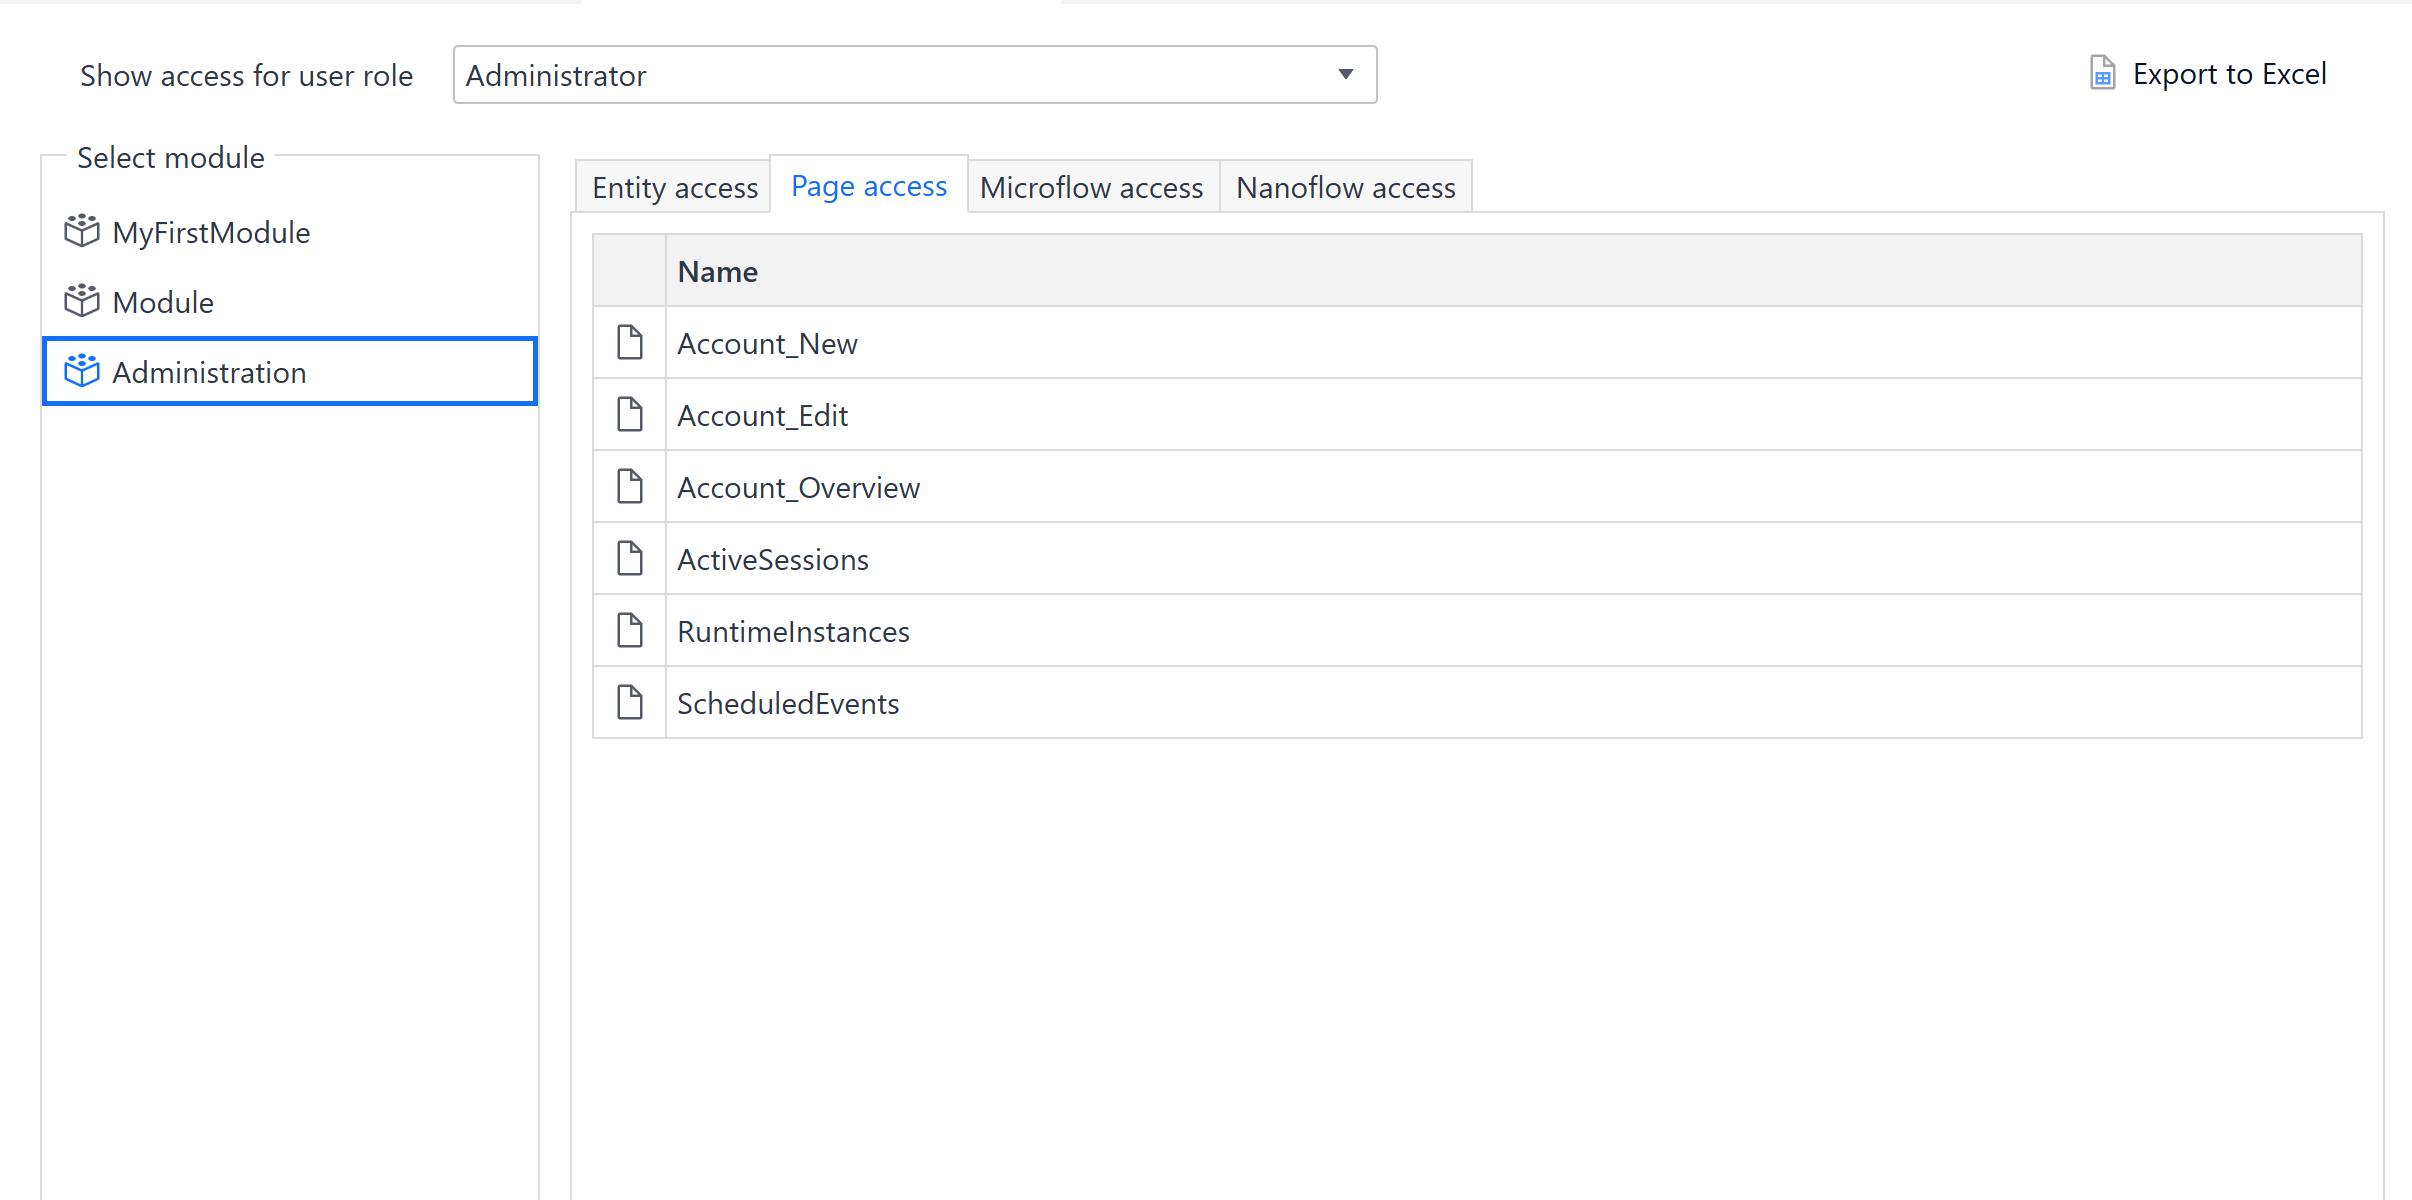 Show access for user role
Administrator
Export to Excel
Select module
MyFirstModule
Module
Administration
Entity access
Page access
Microflow access
Nanoflow access
Name
Account_New
Account_Edit
Account_Overview
ActiveSessions
RuntimeInstances
ScheduledEvents